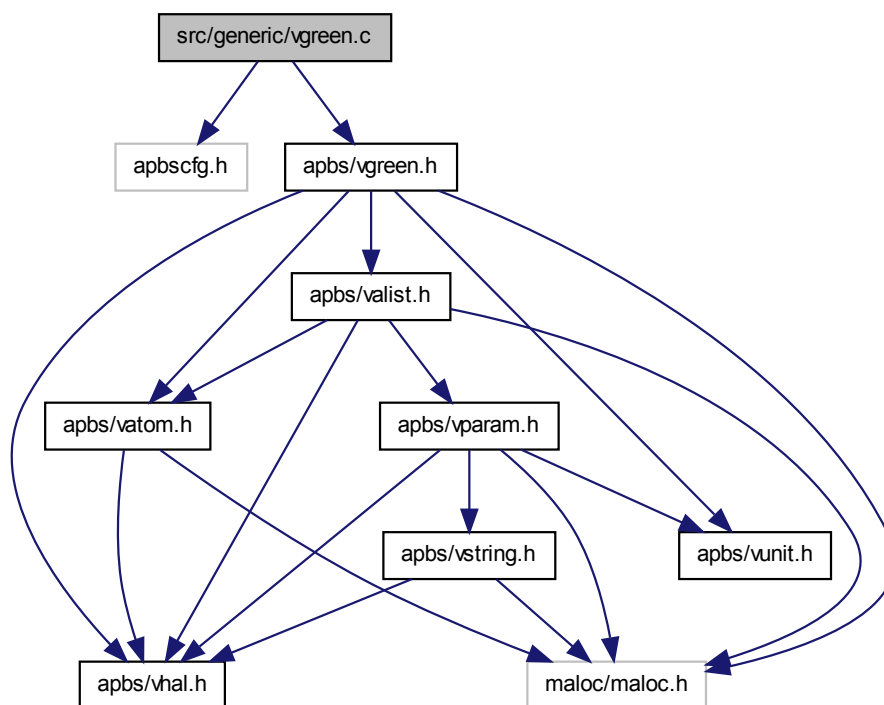 src/generic/vgreen.c
apbscfg.h
apbs/vgreen.h
apbs/valist.h
apbs/vatom.h
apbs/vparam.h
apbs/vstring.h
apbs/vunit.h
apbs/vhal.h
maloc/maloc.h